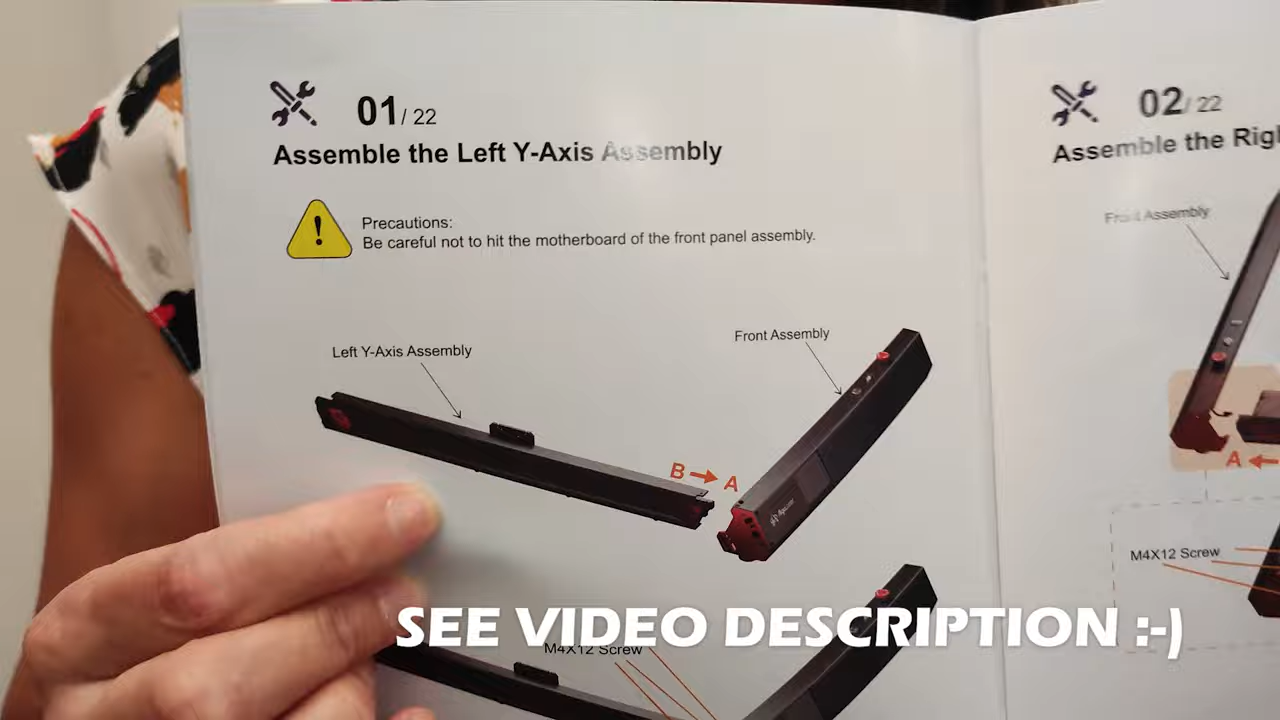 01 / 22
Assemble the Left Y-Axis Assembly
Precautions:
Be careful not to hit the motherboard of the front panel assembly.
Left Y-Axis Assembly
Front Assembly
B → A
M4X12 Screw
02 / 22
Assemble the
Front Assembly
A ←
M4X12 Screw
SEE VIDEO DESCRIPTION :-)